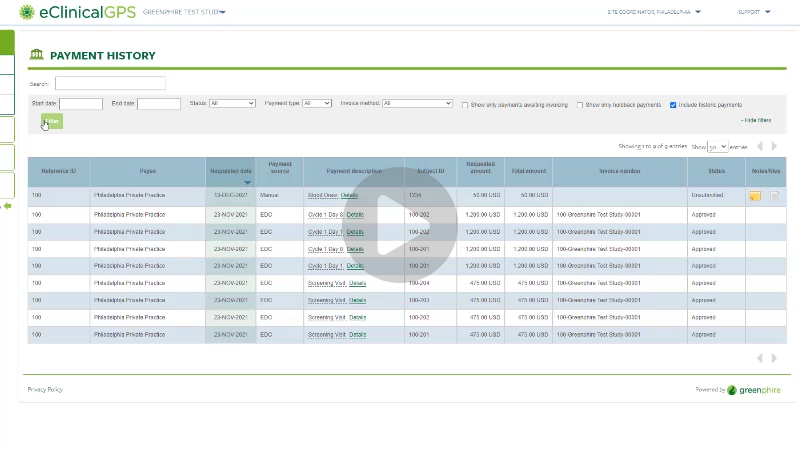 eClinicalGPS GREENPHIRE TEST STUDY SITE COORDINATOR, PHILADELPHIA SUPPORT
PAYMENT HISTORY
Search:
Start date: End date: Status: All Payment type: All Invoice method: All Show only payments awaiting invoicing Show only holdback payments Include historic payments
- Hide filters
Showing 1 to 9 of 9 entries Show 50 entries
Reference ID Payee Requested date Payment source Payment description Subject ID Requested amount Total amount Invoice number Status Notes/files
100 Philadelphia Private Practice 13-DEC-2021 Manual Blood Draw Details 1234 50.00 USD 50.00 USD Unsubmitted
100 Philadelphia Private Practice 23-NOV-2021 EDC Cycle 1 Day 8 Details 100-202 1,200.00 USD 1,200.00 USD 100-Greenphire Test Study-00001 Approved
100 Philadelphia Private Practice 23-NOV-2021 EDC Cycle 1 Day 1 Details 100-202 1,200.00 USD 1,200.00 USD 100-Greenphire Test Study-00001 Approved
100 Philadelphia Private Practice 23-NOV-2021 EDC Cycle 1 Day 8 Details 100-201 1,200.00 USD 1,200.00 USD 100-Greenphire Test Study-00001 Approved
100 Philadelphia Private Practice 23-NOV-2021 EDC Cycle 1 Day 1 Details 100-201 1,200.00 USD 1,200.00 USD 100-Greenphire Test Study-00001 Approved
100 Philadelphia Private Practice 23-NOV-2021 EDC Screening Visit Details 100-204 475.00 USD 475.00 USD 100-Greenphire Test Study-00001 Approved
100 Philadelphia Private Practice 23-NOV-2021 EDC Screening Visit Details 100-203 475.00 USD 475.00 USD 100-Greenphire Test Study-00001 Approved
100 Philadelphia Private Practice 23-NOV-2021 EDC Screening Visit Details 100-202 475.00 USD 475.00 USD 100-Greenphire Test Study-00001 Approved
100 Philadelphia Private Practice 23-NOV-2021 EDC Screening Visit Details 100-201 475.00 USD 475.00 USD 100-Greenphire Test Study-00001 Approved
Privacy Policy Powered by greenphire